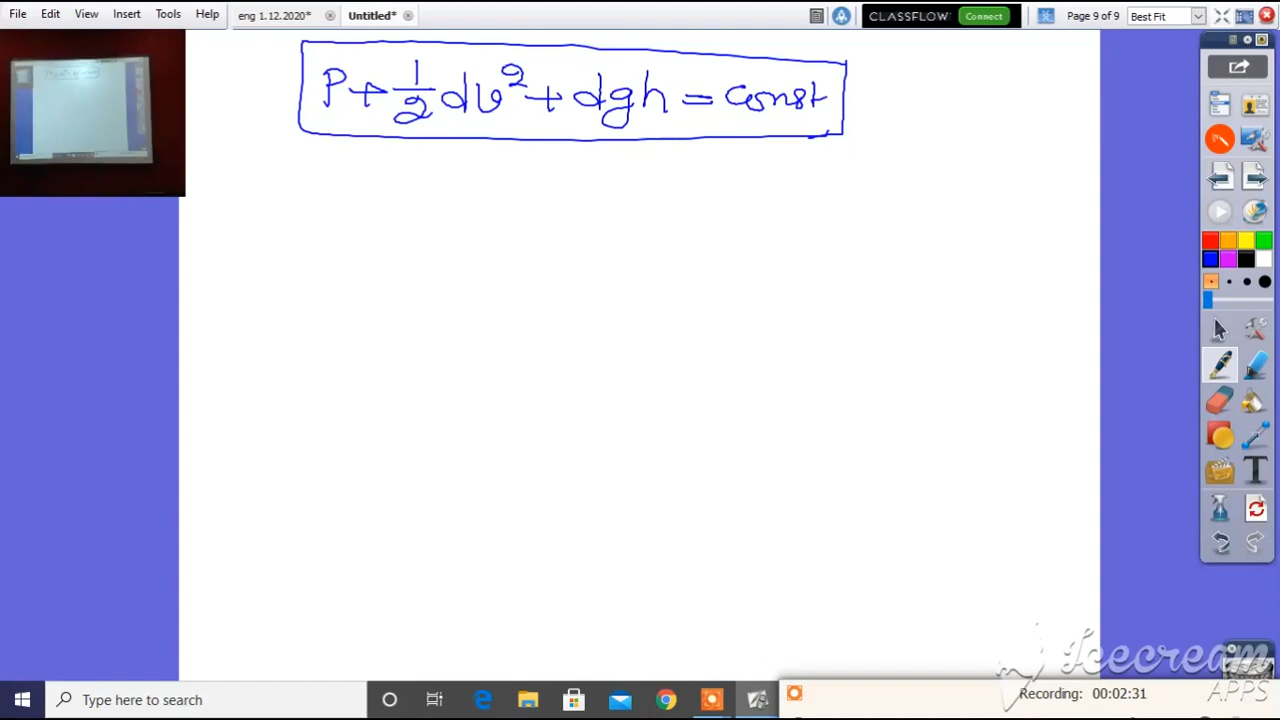 File Edit View Insert Tools Help
eng 1.12.2020* Untitled*
CLASSFLOW Connect
Page 9 of 9 Best Fit
P + 1/2 dv² + dgh = const
T
Icecream
APPS
Type here to search
Recording: 00:02:31